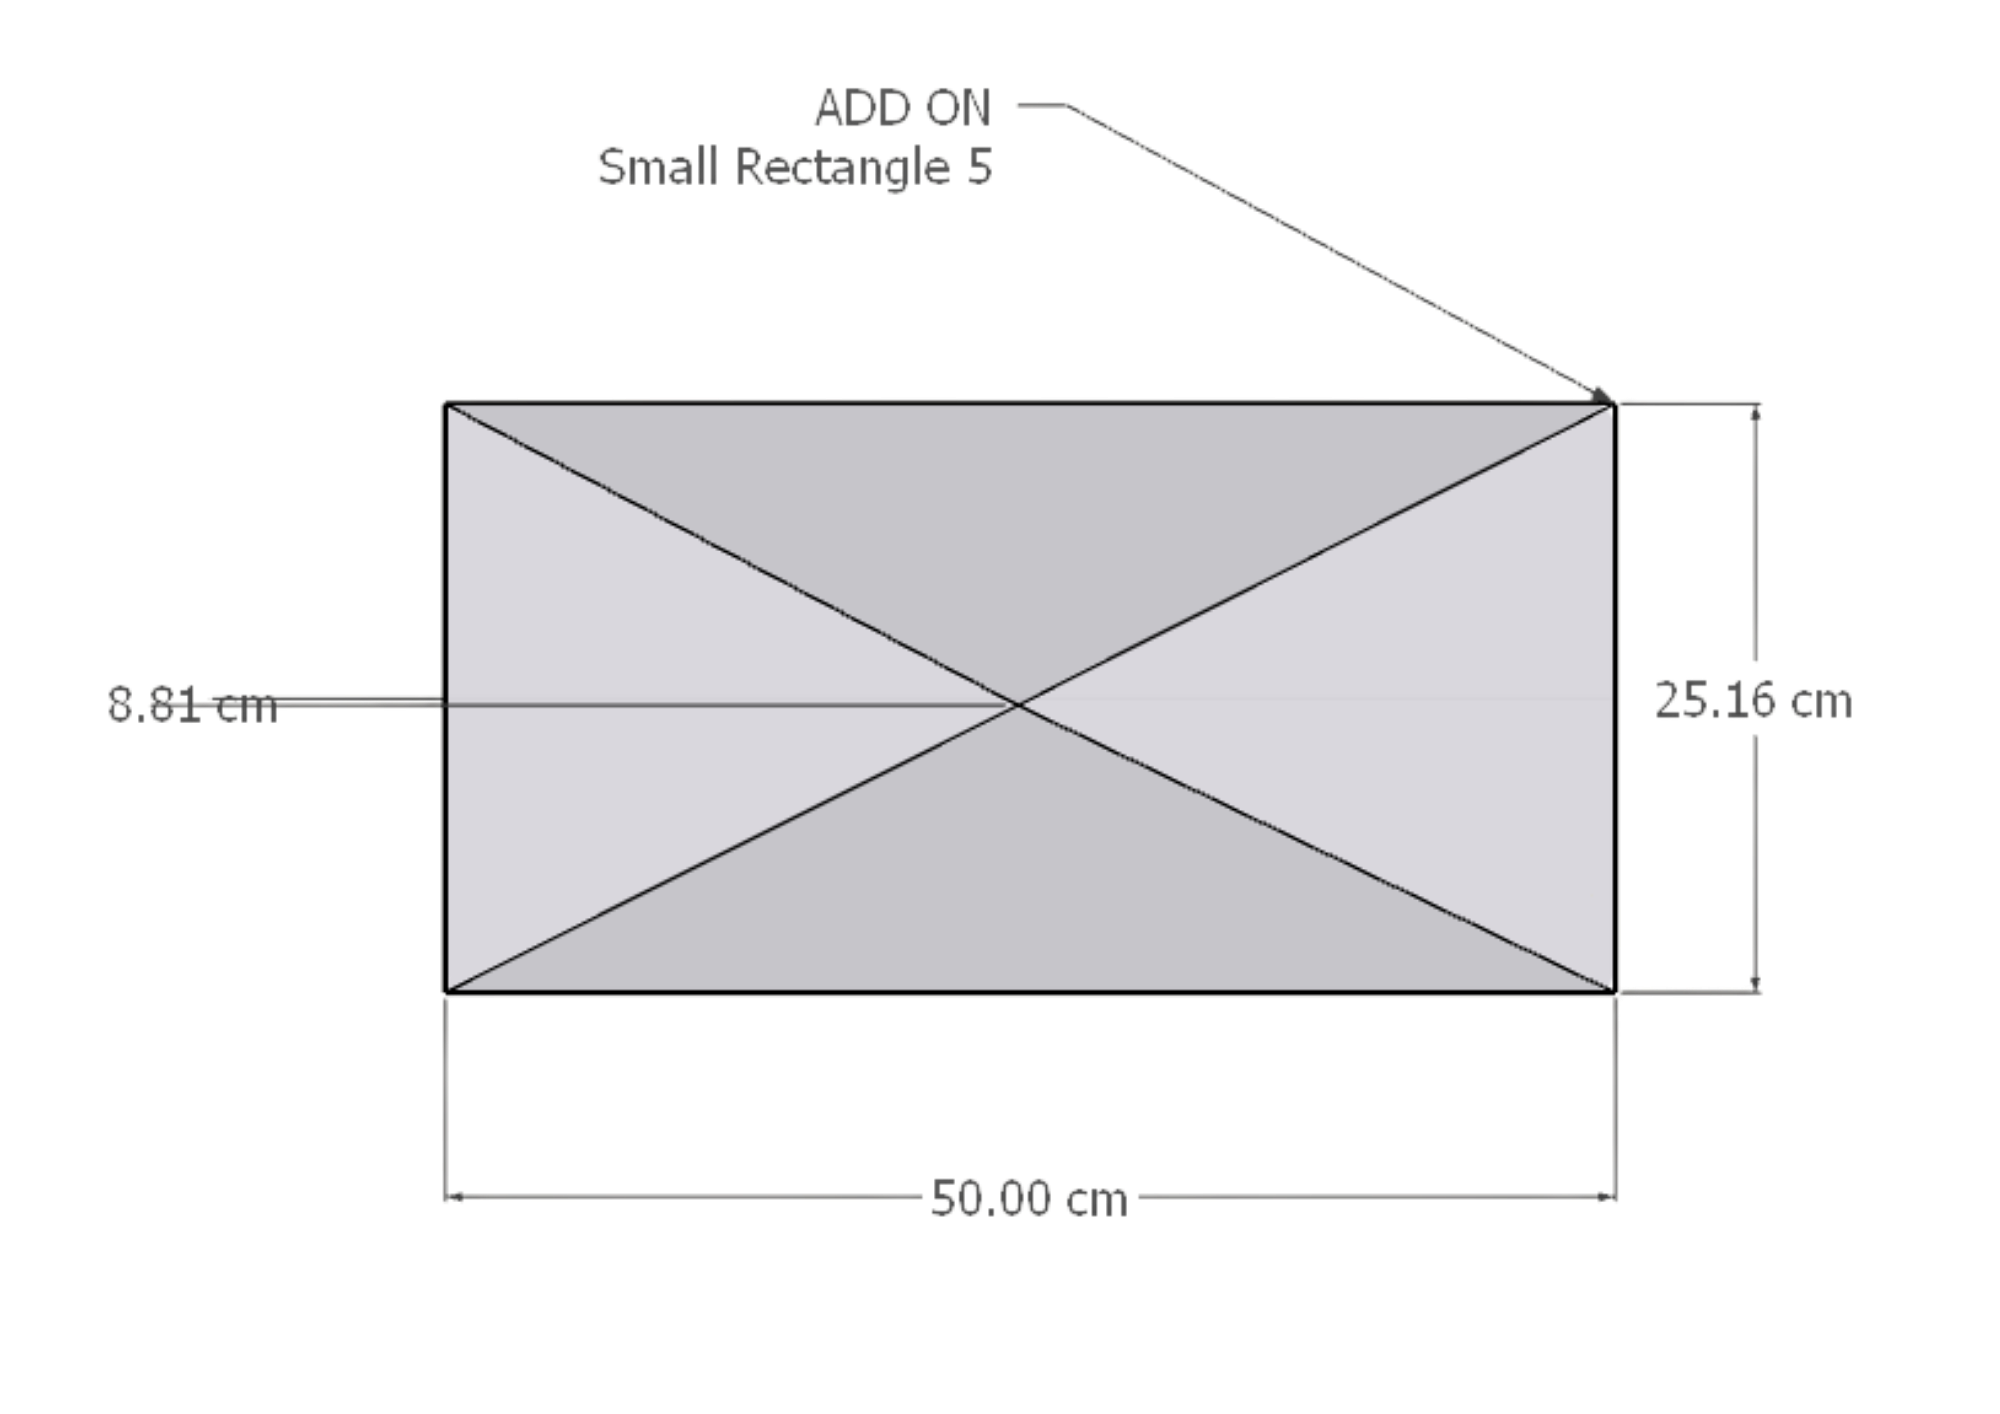 ADD ON
Small Rectangle 5
8.81 cm
25.16 cm
50.00 cm